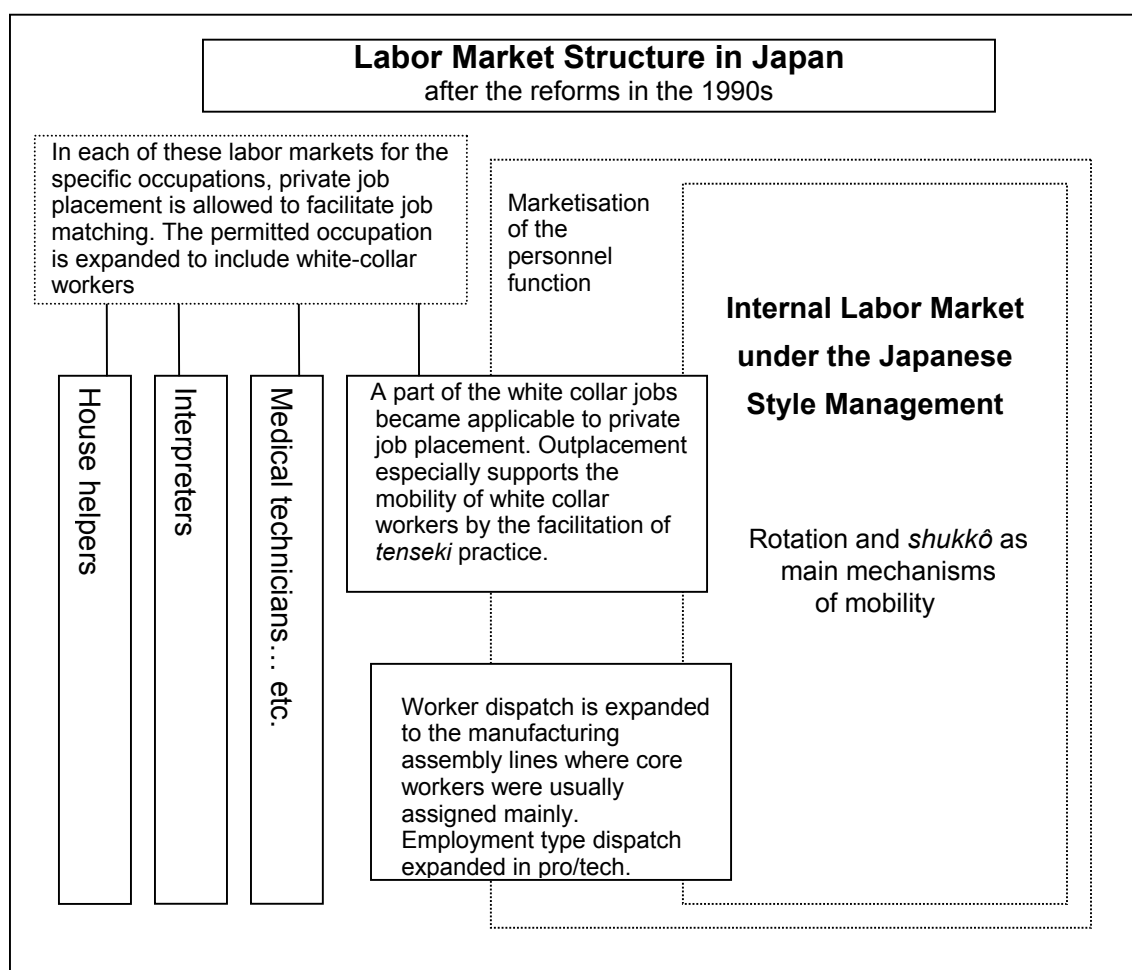 Labor Market Structure in Japan
after the reforms in the 1990s
In each of these labor markets for the
specific occupations, private job
placement is allowed to facilitate job
matching. The permitted occupation
is expanded to include white-collar
workers
Marketisation
of the
personnel
function
Internal Labor Market
under the Japanese
Style Management
Rotation and shukkô as
main mechanisms
of mobility
House helpers
Interpreters
Medical technicians… etc.
A part of the white collar jobs
became applicable to private
job placement. Outplacement
especially supports the
mobility of white collar
workers by the facilitation of
tenseki practice.
Worker dispatch is expanded
to the manufacturing
assembly lines where core
workers were usually
assigned mainly.
Employment type dispatch
expanded in pro/tech.